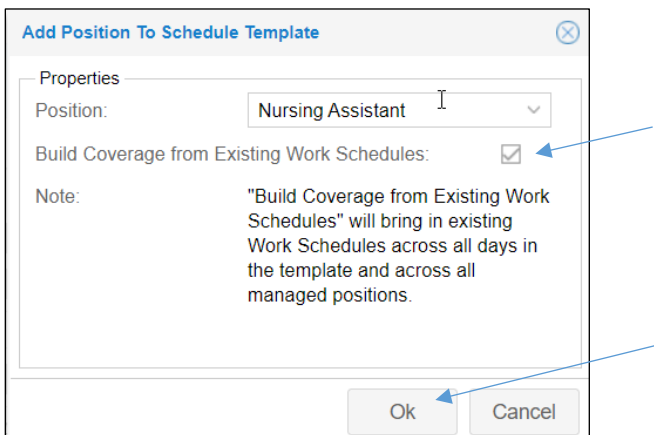 Add Position To Schedule Template
Properties
Position: Nursing Assistant
Build Coverage from Existing Work Schedules:
Note: "Build Coverage from Existing Work
Schedules" will bring in existing
Work Schedules across all days in
the template and across all
managed positions.
Ok Cancel